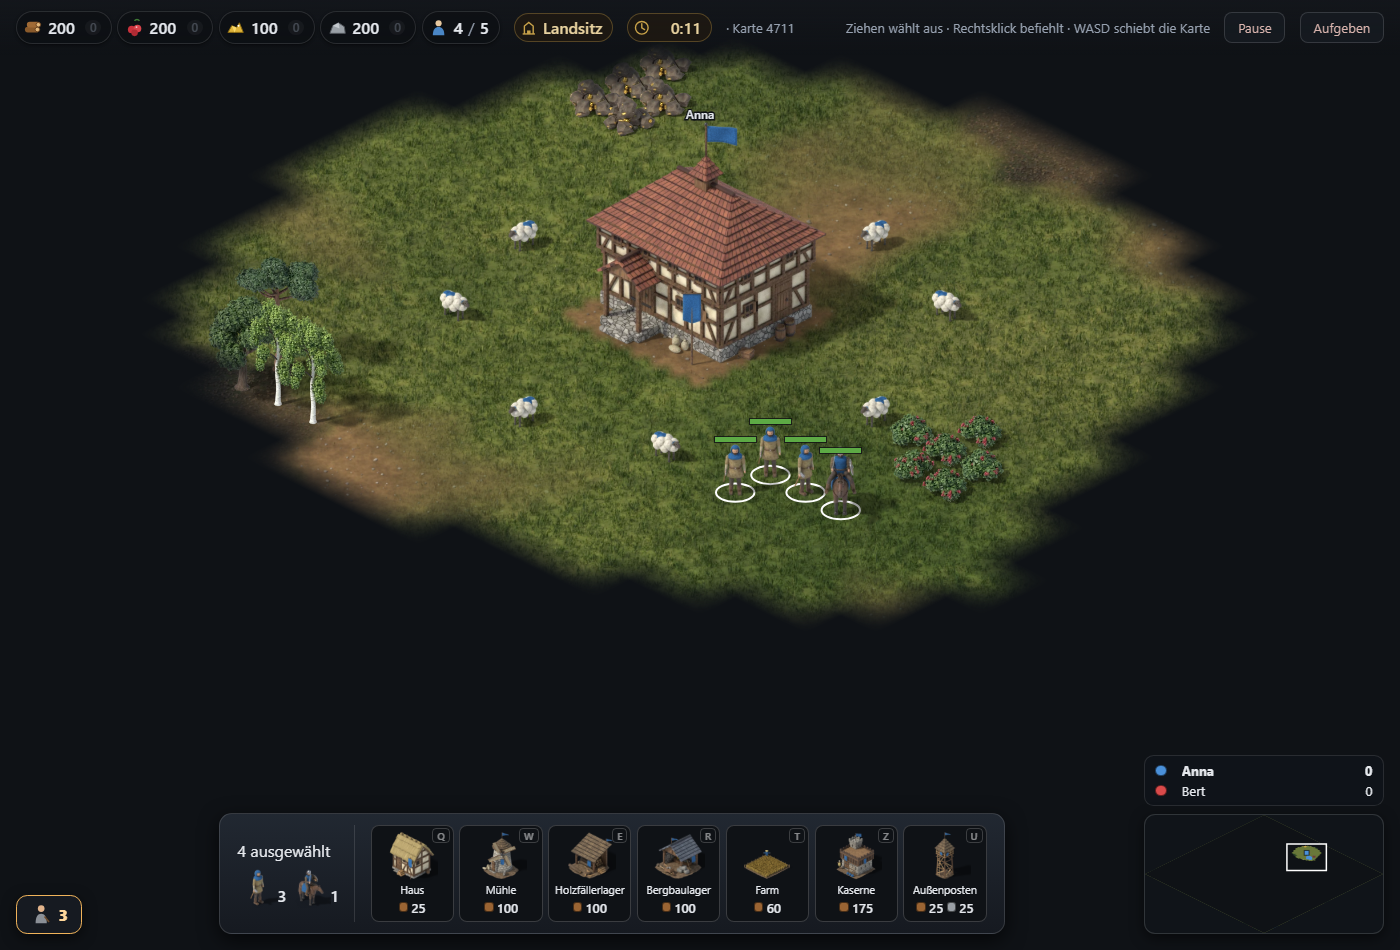 200 0 200 0 100 0 200 0 4 / 5 Landsitz 0:11 · Karte 4711 Ziehen wählt aus · Rechtsklick befiehlt · WASD schiebt die Karte Pause Aufgeben
Anna
Anna 0
Bert 0
4 ausgewählt
3 1
Q W E R T Z U
Haus Mühle Holzfällerlager Bergbaulager Farm Kaserne Außenposten
25 100 100 100 60 175 25 25
3